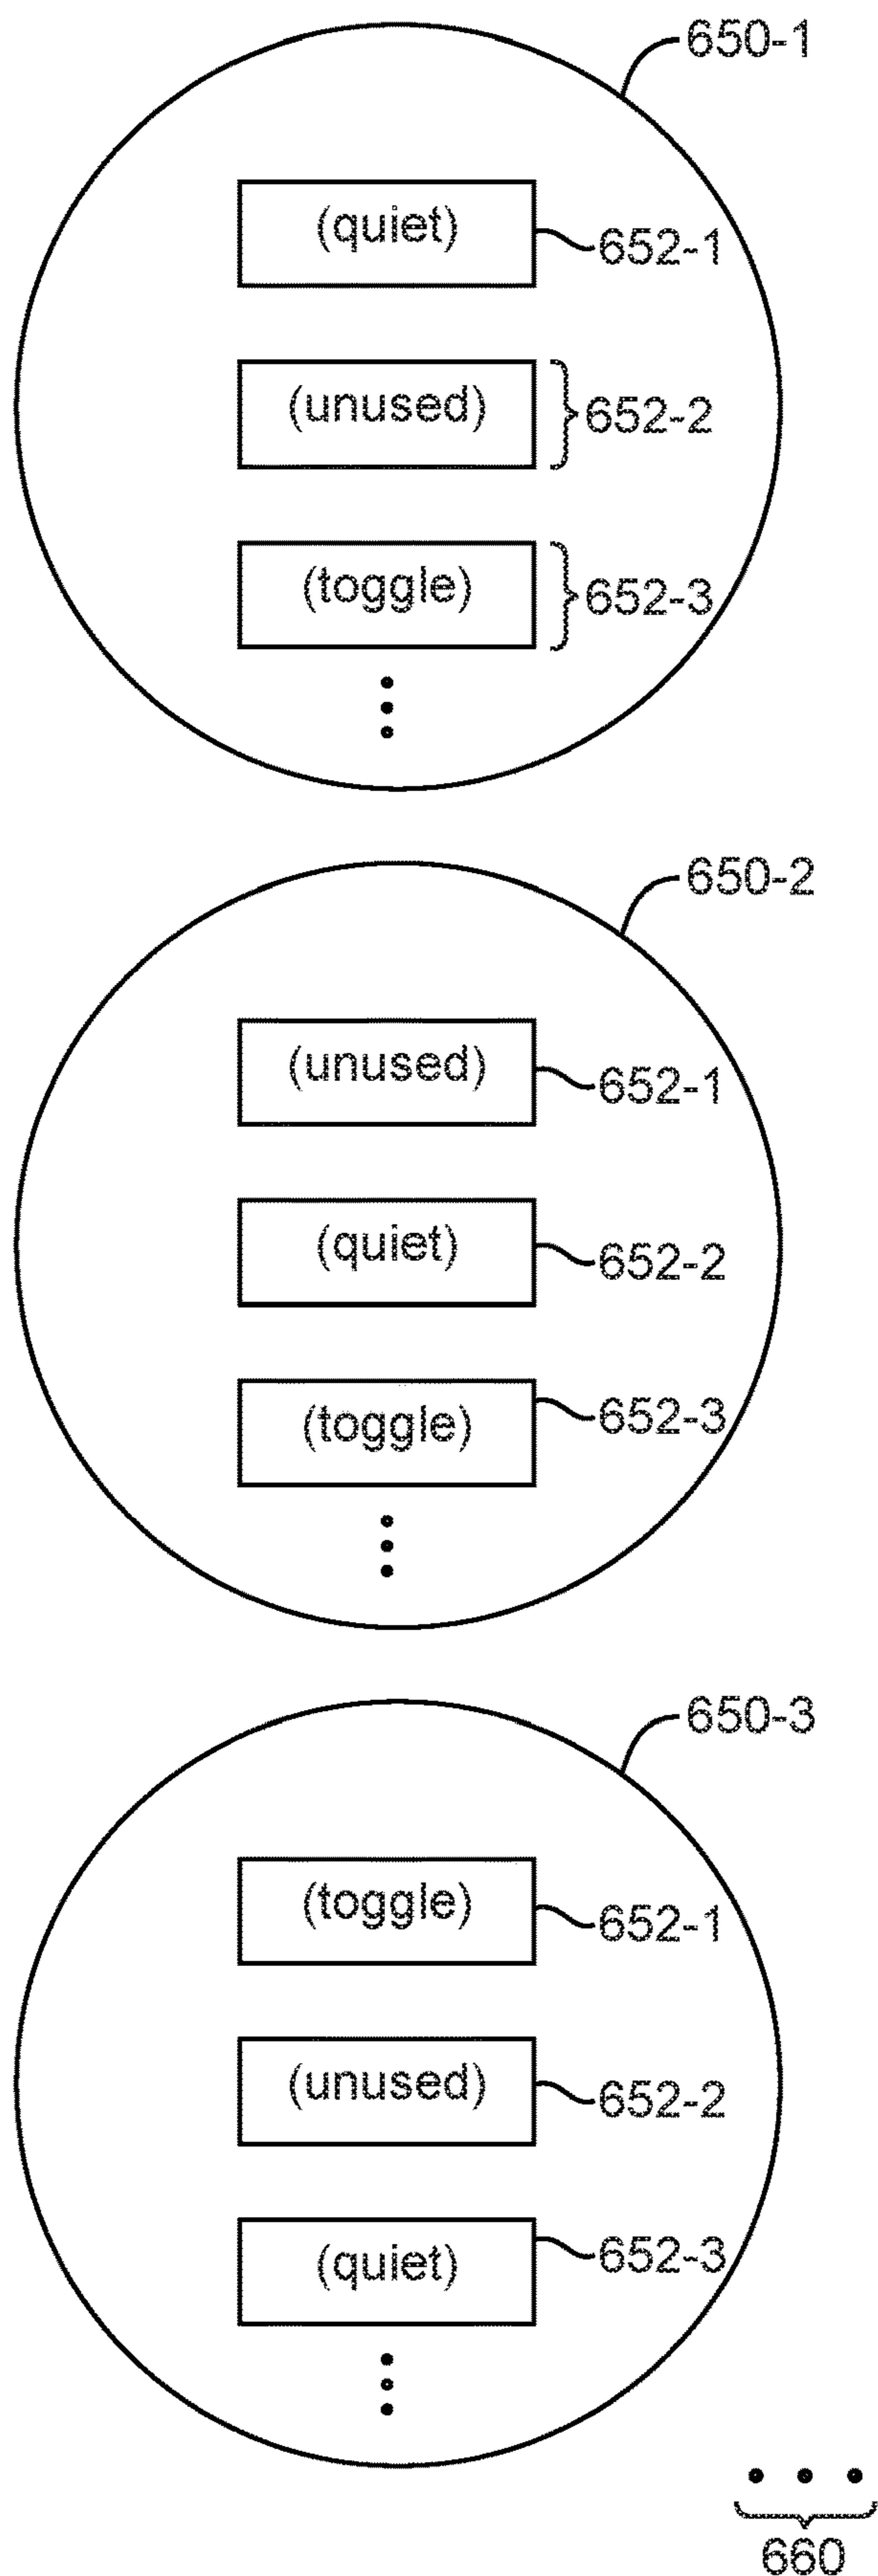 650-1
(quiet)
652-1
(unused)
652-2
(toggle)
652-3
650-2
(unused)
652-1
(quiet)
652-2
(toggle)
652-3
650-3
(toggle)
652-1
(unused)
652-2
(quiet)
652-3
660